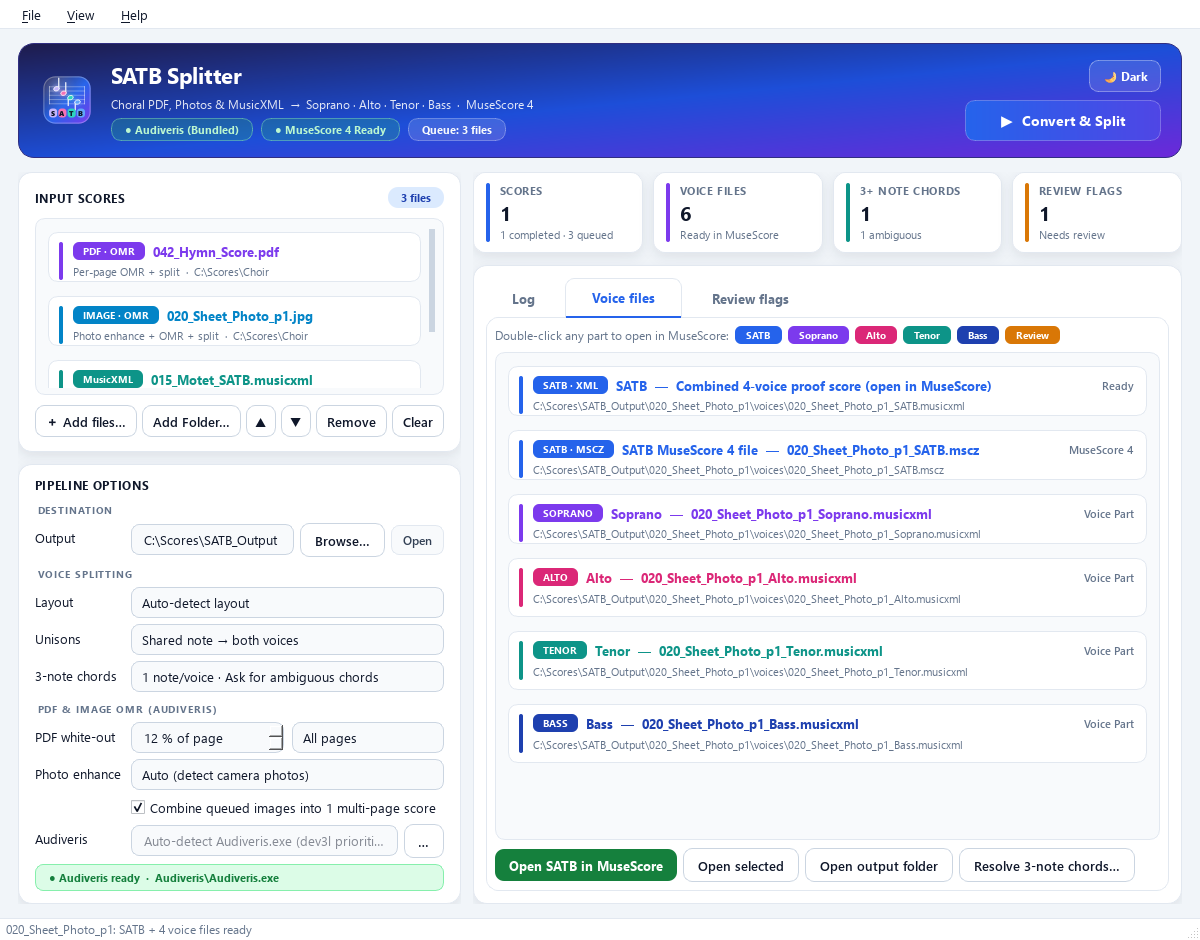 File View Help
SATB Splitter
Choral PDF, Photos & MusicXML → Soprano · Alto · Tenor · Bass · MuseScore 4
● Audiveris (Bundled) ● MuseScore 4 Ready Queue: 3 files
🌙 Dark
▶ Convert & Split
S A T B
INPUT SCORES 3 files
PDF · OMR 042_Hymn_Score.pdf
Per-page OMR + split · C:\Scores\Choir
IMAGE · OMR 020_Sheet_Photo_p1.jpg
Photo enhance + OMR + split · C:\Scores\Choir
MusicXML 015_Motet_SATB.musicxml
+ Add files... Add Folder... ▲ ▼ Remove Clear
PIPELINE OPTIONS
DESTINATION
Output C:\Scores\SATB_Output Browse... Open
VOICE SPLITTING
Layout Auto-detect layout
Unisons Shared note → both voices
3-note chords 1 note/voice · Ask for ambiguous chords
PDF & IMAGE OMR (AUDIVERIS)
PDF white-out 12 % of page All pages
Photo enhance Auto (detect camera photos)
✓ Combine queued images into 1 multi-page score
Audiveris Auto-detect Audiveris.exe (dev3l prioriti... ...
● Audiveris ready · Audiveris\Audiveris.exe
SCORES
1
1 completed · 3 queued
VOICE FILES
6
Ready in MuseScore
3+ NOTE CHORDS
1
1 ambiguous
REVIEW FLAGS
1
Needs review
Log Voice files Review flags
Double-click any part to open in MuseScore: SATB Soprano Alto Tenor Bass Review
SATB · XML SATB — Combined 4-voice proof score (open in MuseScore) Ready
C:\Scores\SATB_Output\020_Sheet_Photo_p1\voices\020_Sheet_Photo_p1_SATB.musicxml
SATB · MSCZ SATB MuseScore 4 file — 020_Sheet_Photo_p1_SATB.mscz MuseScore 4
C:\Scores\SATB_Output\020_Sheet_Photo_p1\voices\020_Sheet_Photo_p1_SATB.mscz
SOPRANO Soprano — 020_Sheet_Photo_p1_Soprano.musicxml Voice Part
C:\Scores\SATB_Output\020_Sheet_Photo_p1\voices\020_Sheet_Photo_p1_Soprano.musicxml
ALTO Alto — 020_Sheet_Photo_p1_Alto.musicxml Voice Part
C:\Scores\SATB_Output\020_Sheet_Photo_p1\voices\020_Sheet_Photo_p1_Alto.musicxml
TENOR Tenor — 020_Sheet_Photo_p1_Tenor.musicxml Voice Part
C:\Scores\SATB_Output\020_Sheet_Photo_p1\voices\020_Sheet_Photo_p1_Tenor.musicxml
BASS Bass — 020_Sheet_Photo_p1_Bass.musicxml Voice Part
C:\Scores\SATB_Output\020_Sheet_Photo_p1\voices\020_Sheet_Photo_p1_Bass.musicxml
Open SATB in MuseScore Open selected Open output folder Resolve 3-note chords...
020_Sheet_Photo_p1: SATB + 4 voice files ready